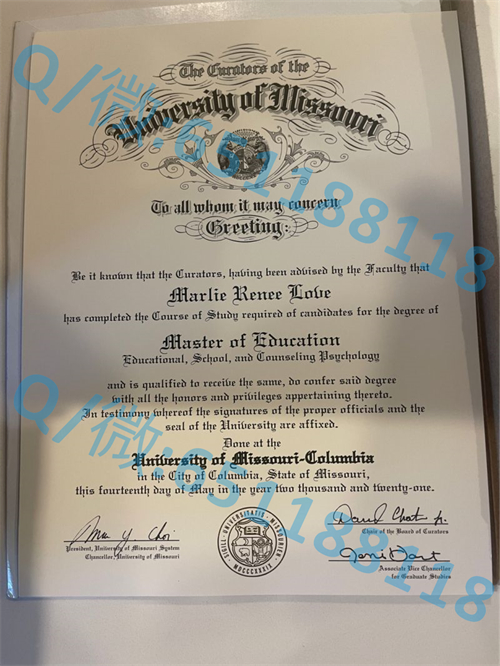 The Curators of the
University of Missouri
To all whom it may concern
Greeting:
Be it known that the Curators, having been advised by the Faculty that
Marlie Renee Love
has completed the Course of Study required of candidates for the degree of
Master of Education
Educational, School, and Counseling Psychology
and is qualified to receive the same, do confer said degree
with all the honors and privileges appertaining thereto.
In testimony whereof the signatures of the proper officials and the
seal of the University are affixed.
Done at the
University of Missouri-Columbia
in the City of Columbia, State of Missouri,
this fourteenth day of May in the year two thousand and twenty-one.
President, University of Missouri System
Chancellor, University of Missouri
Chair of the Board of Curators
Associate Vice Chancellor
for Graduate Studies
Q/微:661188118
Q/微:661188118